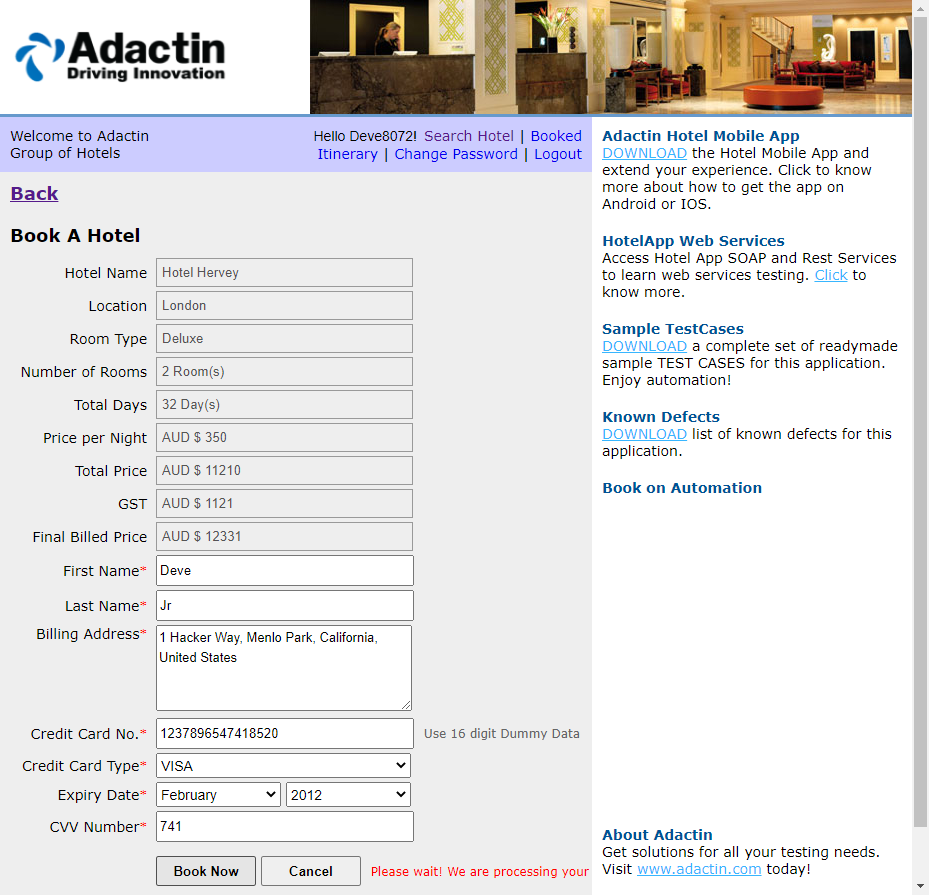 Adactin
Driving Innovation
Welcome to Adactin
Group of Hotels
Hello Deve8072! Search Hotel | Booked
Itinerary | Change Password | Logout
Back
Book A Hotel
Hotel Name Hotel Hervey
Location London
Room Type Deluxe
Number of Rooms 2 Room(s)
Total Days 32 Day(s)
Price per Night AUD $ 350
Total Price AUD $ 11210
GST AUD $ 1121
Final Billed Price AUD $ 12331
First Name* Deve
Last Name* Jr
Billing Address* 1 Hacker Way, Menlo Park, California,
United States
Credit Card No.* 1237896547418520 Use 16 digit Dummy Data
Credit Card Type* VISA
Expiry Date* February 2012
CVV Number* 741
Book Now Cancel Please wait! We are processing your
Adactin Hotel Mobile App
DOWNLOAD the Hotel Mobile App and
extend your experience. Click to know
more about how to get the app on
Android or IOS.
HotelApp Web Services
Access Hotel App SOAP and Rest Services
to learn web services testing. Click to
know more.
Sample TestCases
DOWNLOAD a complete set of readymade
sample TEST CASES for this application.
Enjoy automation!
Known Defects
DOWNLOAD list of known defects for this
application.
Book on Automation
About Adactin
Get solutions for all your testing needs.
Visit www.adactin.com today!